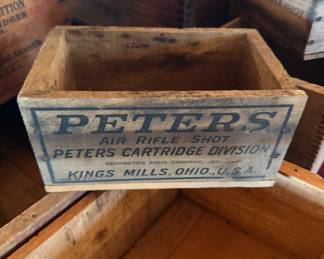 PETERS
AIR RIFLE SHOT
PETERS CARTRIDGE DIVISION
REMINGTON ARMS COMPANY, INC.
KINGS MILLS, OHIO., U.S.A.